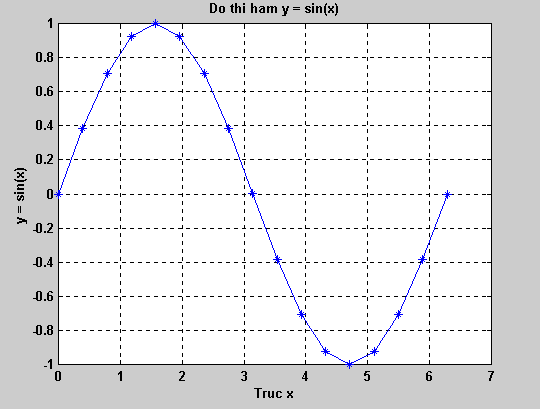 Do thi ham y = sin(x)
y = sin(x)
1
0.8
0.6
0.4
0.2
0
-0.2
-0.4
-0.6
-0.8
-1
0 1 2 3 4 5 6 7
Truc x